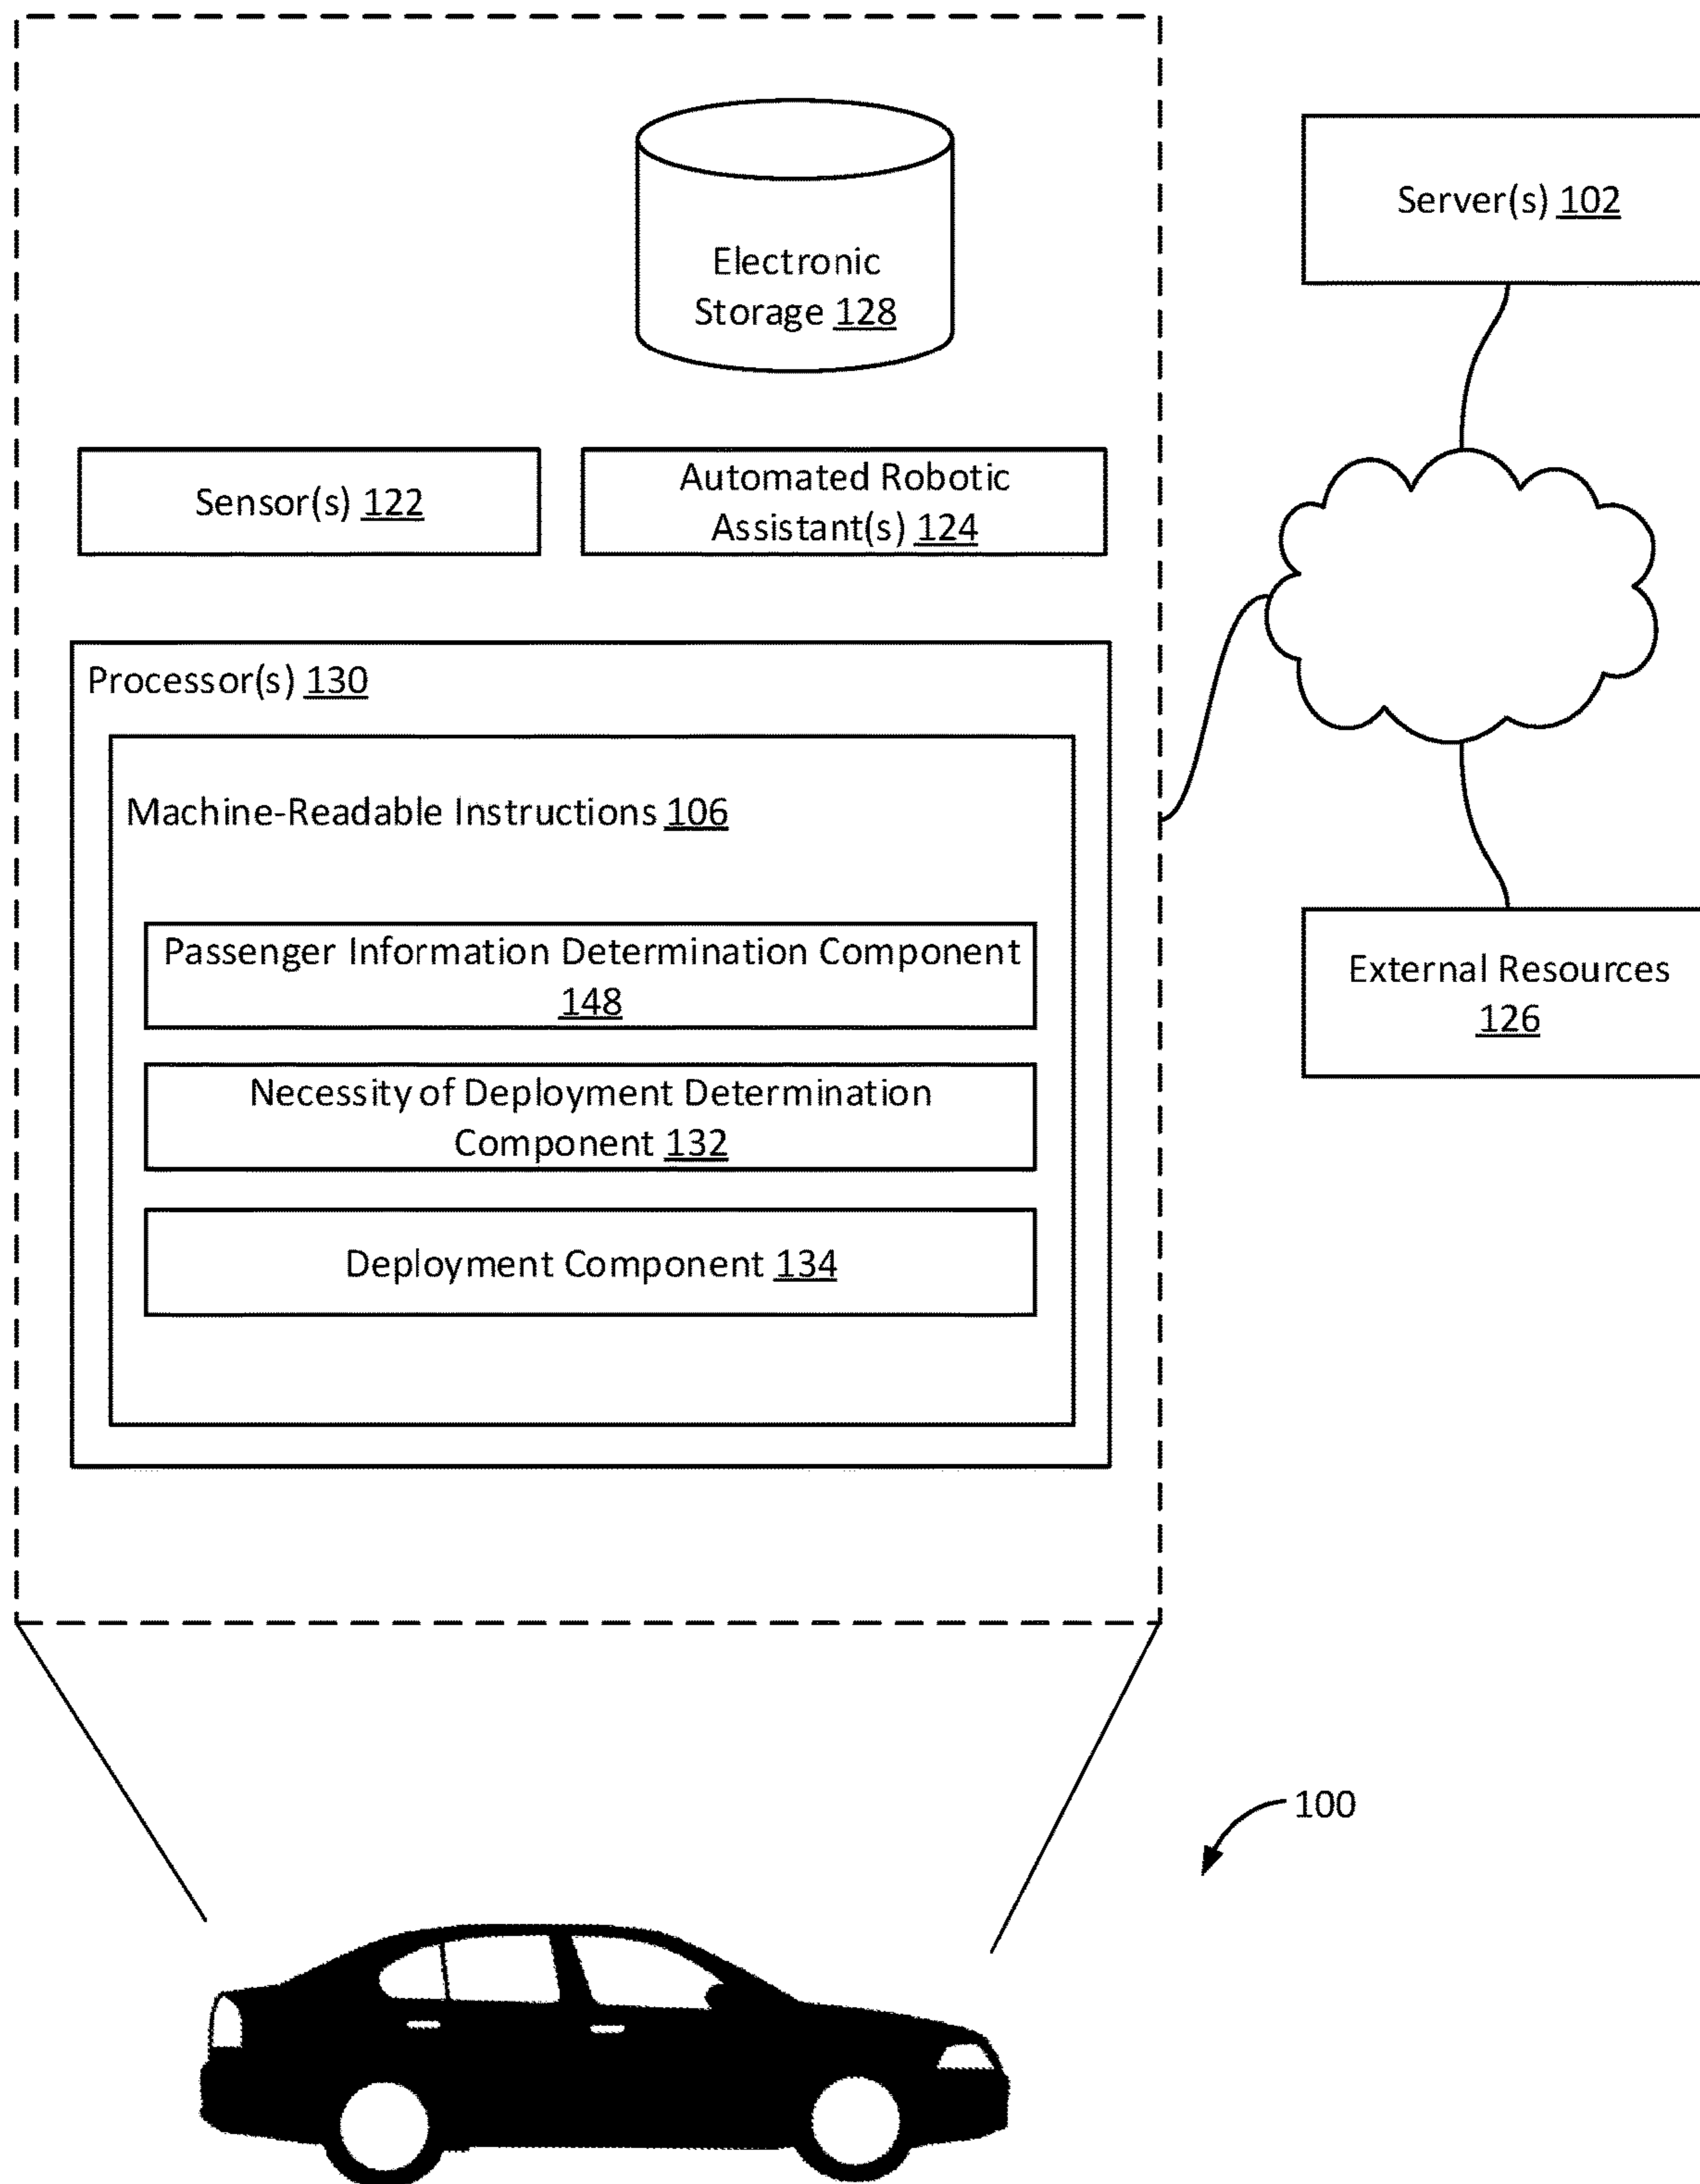 Electronic
Storage 128
Server(s) 102
Sensor(s) 122
Automated Robotic
Assistant(s) 124
Processor(s) 130
Machine-Readable Instructions 106
Passenger Information Determination Component
148
Necessity of Deployment Determination
Component 132
Deployment Component 134
External Resources
126
100